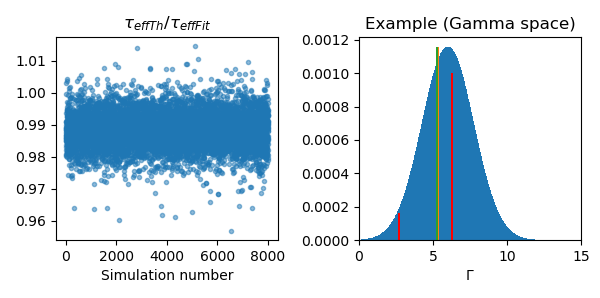 τeffTh/τeffFit
1.01
1.00
0.99
0.98
0.97
0.96
0 2000 4000 6000 8000
Simulation number
Example (Gamma space)
0.0012
0.0010
0.0008
0.0006
0.0004
0.0002
0.0000
0 5 10 15
Γ